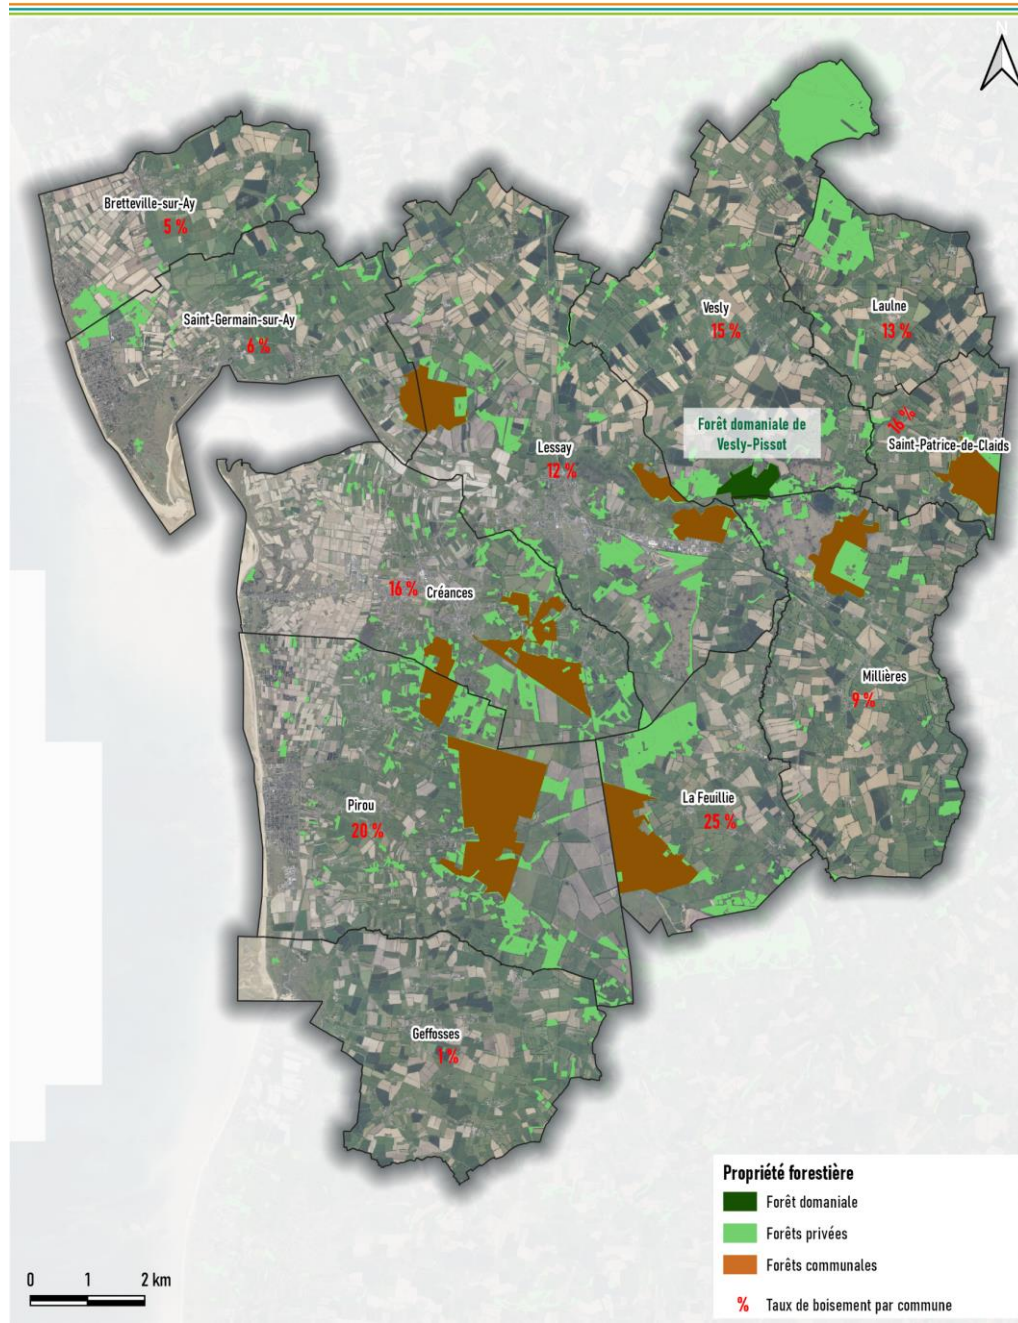 N
Bretteville-sur-Ay
5 %
Saint-Germain-sur-Ay
6 %
Vesly
15 %
Laulne
13 %
16 %
Saint-Patrice-de-Claids
Forêt domaniale de
Vesly-Pissot
Lessay
12 %
16 %
Créances
Millières
9 %
Pirou
20 %
La Feuillie
25 %
Geffosses
1 %
Propriété forestière
Forêt domaniale
Forêts privées
Forêts communales
% Taux de boisement par commune
0 1 2 km